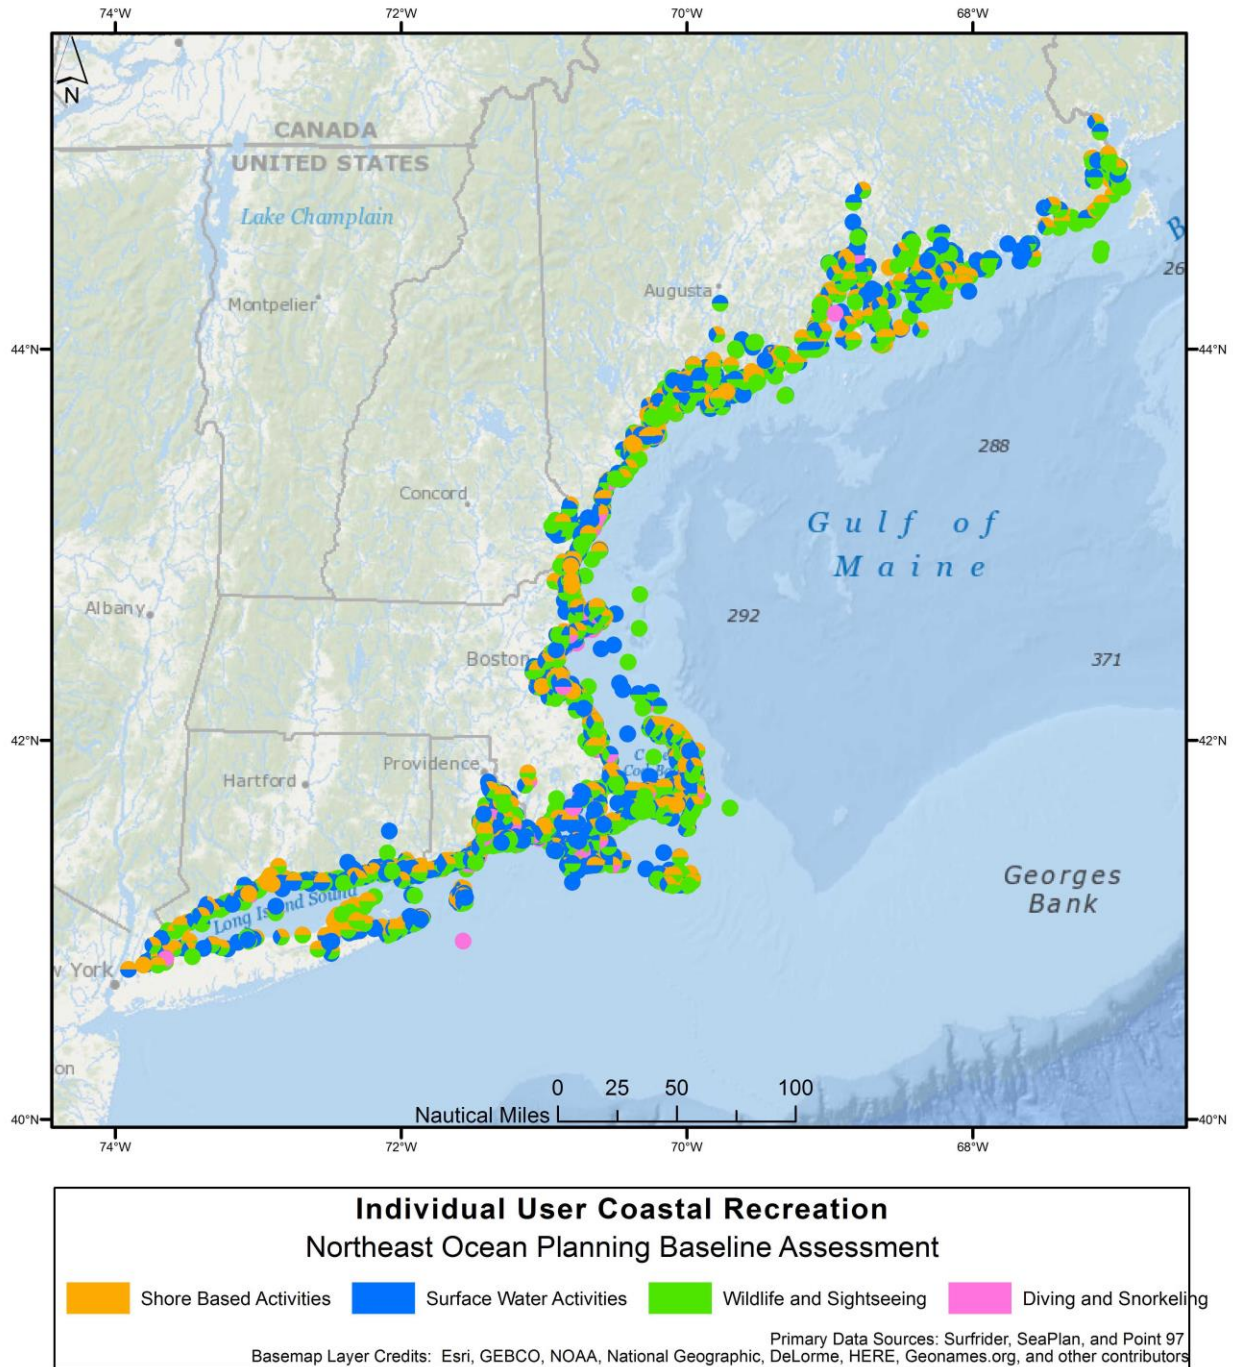 74°W 72°W 70°W 68°W
N
CANADA
UNITED STATES
Lake Champlain
B
26
Montpelier
Augusta
44°N 44°N
288
Concord
Gulf of
Maine
Albany
292
Boston
371
42°N 42°N
Providence
Hartford
Georges
Bank
Long Island Sound
w York
on
0 25 50 100
Nautical Miles
40°N 40°N
74°W 72°W 70°W 68°W
Individual User Coastal Recreation
Northeast Ocean Planning Baseline Assessment
Shore Based Activities Surface Water Activities Wildlife and Sightseeing Diving and Snorkeling
Primary Data Sources: Surfrider, SeaPlan, and Point 97
Basemap Layer Credits: Esri, GEBCO, NOAA, National Geographic, DeLorme, HERE, Geonames.org, and other contributors